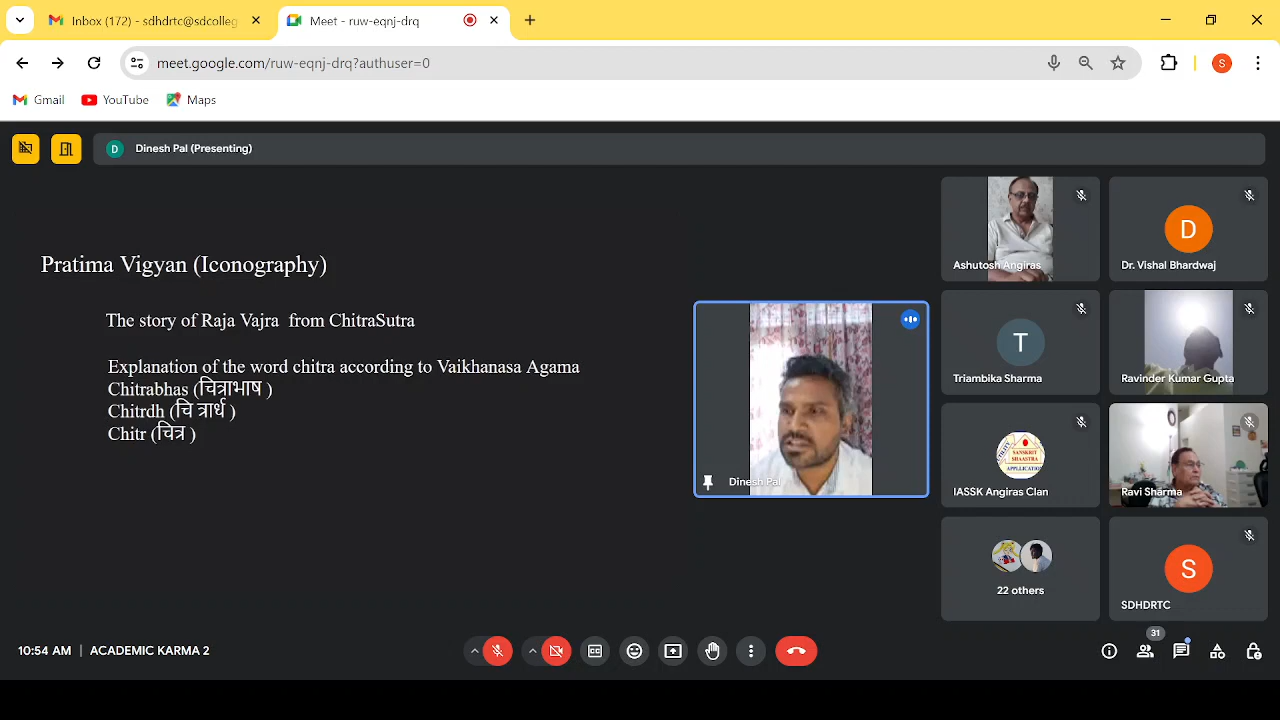 Inbox (172) - sdhdrtc@sdcolleg
Meet - ruw-eqnj-drq
meet.google.com/ruw-eqnj-drq?authuser=0
S
Gmail
YouTube
Maps
D
Dinesh Pal (Presenting)
Pratima Vigyan (Iconography)
The story of Raja Vajra from ChitraSutra
Explanation of the word chitra according to Vaikhanasa Agama
Chitrabhas (चित्राभाष )
Chitrdh (चि त्रार्ध )
Chitr (चित्र )
Dinesh Pal
Ashutosh Angiras
D
Dr. Vishal Bhardwaj
T
Triambika Sharma
Ravinder Kumar Gupta
SANSKRIT
SHAASTRA
IASSK Angiras Clan
Ravi Sharma
22 others
S
SDHDRTC
10:54 AM | ACADEMIC KARMA 2
31